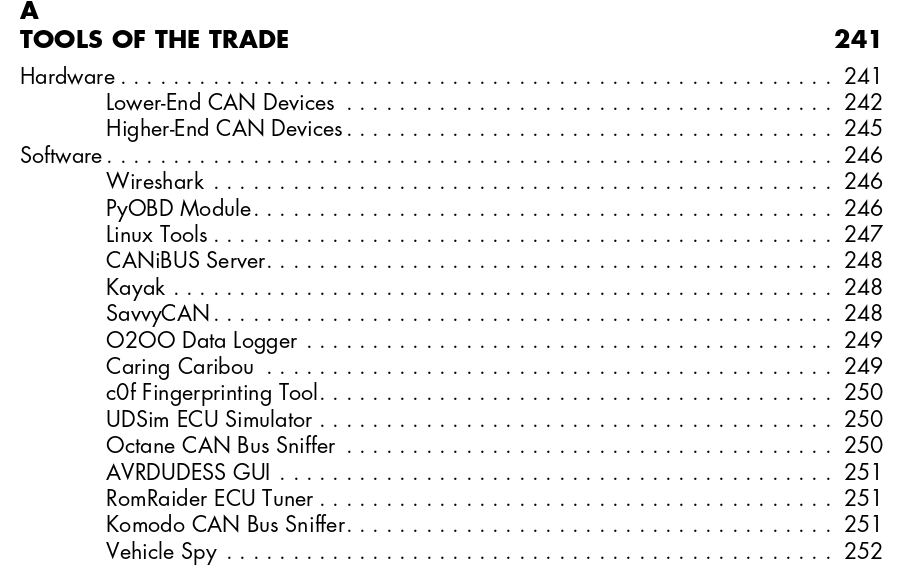 A
TOOLS OF THE TRADE 241
Hardware . . . . . . . . . . . . . . . . . . . . . . . . . . . . . . . . . . . . . . . . . . . . . . . . . . . . . . 241
Lower-End CAN Devices . . . . . . . . . . . . . . . . . . . . . . . . . . . . . . . . . . . . . 242
Higher-End CAN Devices . . . . . . . . . . . . . . . . . . . . . . . . . . . . . . . . . . . . . 245
Software . . . . . . . . . . . . . . . . . . . . . . . . . . . . . . . . . . . . . . . . . . . . . . . . . . . . . . . 246
Wireshark . . . . . . . . . . . . . . . . . . . . . . . . . . . . . . . . . . . . . . . . . . . . . . . 246
PyOBD Module . . . . . . . . . . . . . . . . . . . . . . . . . . . . . . . . . . . . . . . . . . . . 246
Linux Tools . . . . . . . . . . . . . . . . . . . . . . . . . . . . . . . . . . . . . . . . . . . . . . . 247
CANiBUS Server . . . . . . . . . . . . . . . . . . . . . . . . . . . . . . . . . . . . . . . . . . . 248
Kayak . . . . . . . . . . . . . . . . . . . . . . . . . . . . . . . . . . . . . . . . . . . . . . . . . . 248
SavvyCAN . . . . . . . . . . . . . . . . . . . . . . . . . . . . . . . . . . . . . . . . . . . . . . . 248
O2OO Data Logger . . . . . . . . . . . . . . . . . . . . . . . . . . . . . . . . . . . . . . . . 249
Caring Caribou . . . . . . . . . . . . . . . . . . . . . . . . . . . . . . . . . . . . . . . . . . . 249
c0f Fingerprinting Tool . . . . . . . . . . . . . . . . . . . . . . . . . . . . . . . . . . . . . . . 250
UDSim ECU Simulator . . . . . . . . . . . . . . . . . . . . . . . . . . . . . . . . . . . . . . . 250
Octane CAN Bus Sniffer . . . . . . . . . . . . . . . . . . . . . . . . . . . . . . . . . . . . . 250
AVRDUDESS GUI . . . . . . . . . . . . . . . . . . . . . . . . . . . . . . . . . . . . . . . . . . 251
RomRaider ECU Tuner . . . . . . . . . . . . . . . . . . . . . . . . . . . . . . . . . . . . . . . 251
Komodo CAN Bus Sniffer . . . . . . . . . . . . . . . . . . . . . . . . . . . . . . . . . . . . . 251
Vehicle Spy . . . . . . . . . . . . . . . . . . . . . . . . . . . . . . . . . . . . . . . . . . . . . . 252